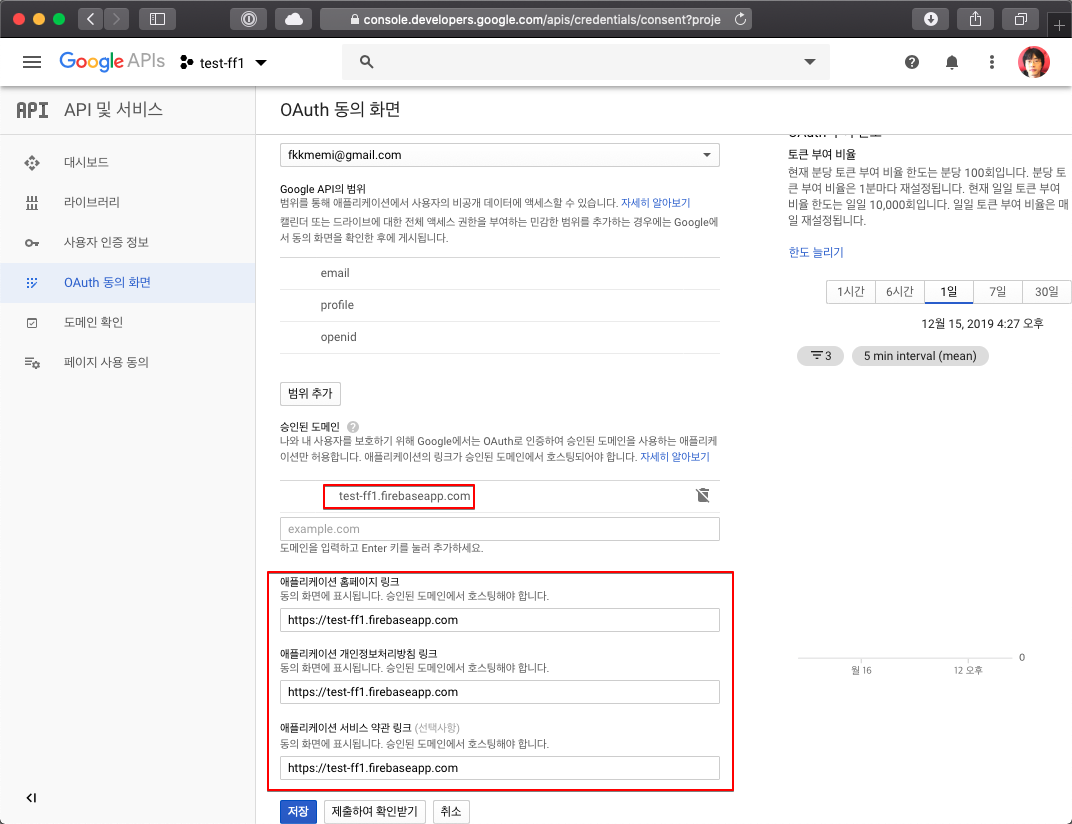 console.developers.google.com/apis/credentials/consent?proje
Google APIs
test-ff1
API API 및 서비스
OAuth 동의 화면
대시보드
라이브러리
사용자 인증 정보
OAuth 동의 화면
도메인 확인
페이지 사용 동의
fkkmemi@gmail.com
Google API의 범위
범위를 통해 애플리케이션에서 사용자의 비공개 데이터에 액세스할 수 있습니다. 자세히 알아보기
캘린더 또는 드라이브에 대한 전체 액세스 권한을 부여하는 민감한 범위를 추가하는 경우에는 Google에
서 동의 화면을 확인한 후에 게시됩니다.
email
profile
openid
범위 추가
승인된 도메인
나와 내 사용자를 보호하기 위해 Google에서는 OAuth로 인증하여 승인된 도메인을 사용하는 애플리케
이션만 허용합니다. 애플리케이션의 링크가 승인된 도메인에서 호스팅되어야 합니다. 자세히 알아보기
test-ff1.firebaseapp.com
example.com
도메인을 입력하고 Enter 키를 눌러 추가하세요.
애플리케이션 홈페이지 링크
동의 화면에 표시됩니다. 승인된 도메인에서 호스팅해야 합니다.
https://test-ff1.firebaseapp.com
애플리케이션 개인정보처리방침 링크
동의 화면에 표시됩니다. 승인된 도메인에서 호스팅해야 합니다.
https://test-ff1.firebaseapp.com
애플리케이션 서비스 약관 링크 (선택사항)
동의 화면에 표시됩니다. 승인된 도메인에서 호스팅해야 합니다.
https://test-ff1.firebaseapp.com
저장
제출하여 확인받기
취소
토큰 부여 비율
현재 분당 토큰 부여 비율 한도는 분당 100회입니다. 분당 토
큰 부여 비율은 1분마다 재설정됩니다. 현재 일일 토큰 부여
비율 한도는 일일 10,000회입니다. 일일 토큰 부여 비율은 매
일 재설정됩니다.
한도 늘리기
1시간 6시간 1일 7일 30일
12월 15, 2019 4:27 오후
3
5 min interval (mean)
0
월 16
12 오후